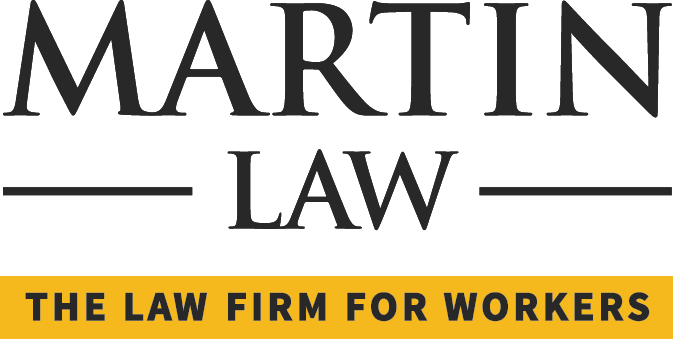 MARTIN
LAW
THE LAW FIRM FOR WORKERS